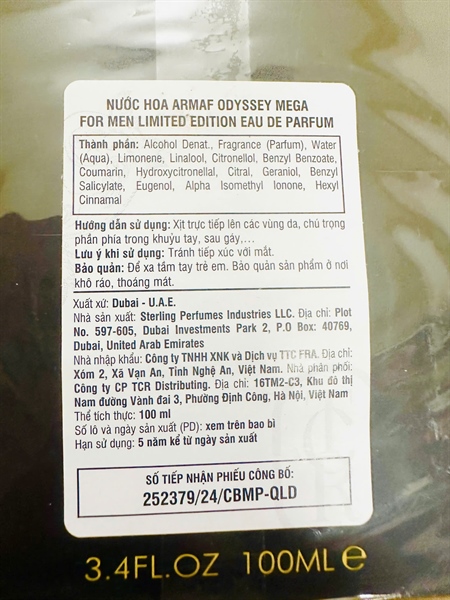 NƯỚC HOA ARMAF ODYSSEY MEGA
FOR MEN LIMITED EDITION EAU DE PARFUM
Thành phần: Alcohol Denat., Fragrance (Parfum), Water
(Aqua), Limonene, Linalool, Citronellol, Benzyl Benzoate,
Coumarin, Hydroxycitronellal, Citral, Geraniol, Benzyl
Salicylate, Eugenol, Alpha Isomethyl Ionone, Hexyl
Cinnamal
Hướng dẫn sử dụng: Xịt trực tiếp lên các vùng da, chú trọng
phần phía trong khuỷu tay, sau gáy,...
Lưu ý khi sử dụng: Tránh tiếp xúc với mắt.
Bảo quản: Để xa tầm tay trẻ em. Bảo quản sản phẩm ở nơi
khô ráo, thoáng mát.
Xuất xứ: Dubai - U.A.E.
Nhà sản xuất: Sterling Perfumes Industries LLC. Địa chỉ: Plot
No. 597-605, Dubai Investments Park 2, P.O Box: 40769,
Dubai, United Arab Emirates
Nhà nhập khẩu: Công ty TNHH XNK và Dịch vụ TTC FRA. Địa chỉ:
Xóm 2, Xã Vạn An, Tỉnh Nghệ An, Việt Nam. Nhà phân phối:
Công ty CP TCR Distributing. Địa chỉ: 16TM2-C3, Khu đô thị
Nam đường Vành đai 3, Phường Định Công, Hà Nội, Việt Nam
Thể tích thực: 100 ml
Số lô và ngày sản xuất (PD): xem trên bao bì
Hạn sử dụng: 5 năm kể từ ngày sản xuất
SỐ TIẾP NHẬN PHIẾU CÔNG BỐ:
252379/24/CBMP-QLD
3.4FL.OZ 100ML e